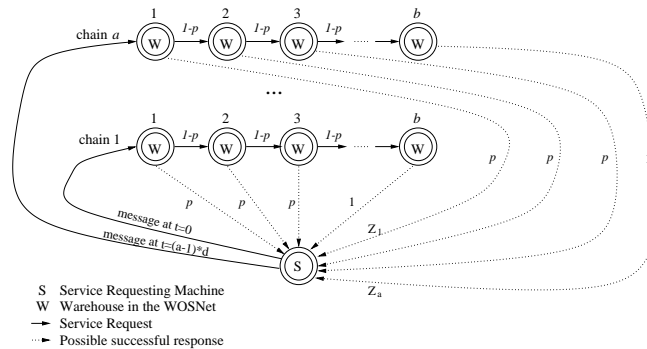 1 2 3 b
chain a W 1-p W 1-p W 1-p ..... W
...
1 2 3 b
chain 1 W 1-p W 1-p W 1-p ..... W
p p p 1 p p p
message at t=0
message at t=(a-1)*d
Z1
S
Za
S Service Requesting Machine
W Warehouse in the WOSNet
Service Request
Possible successful response